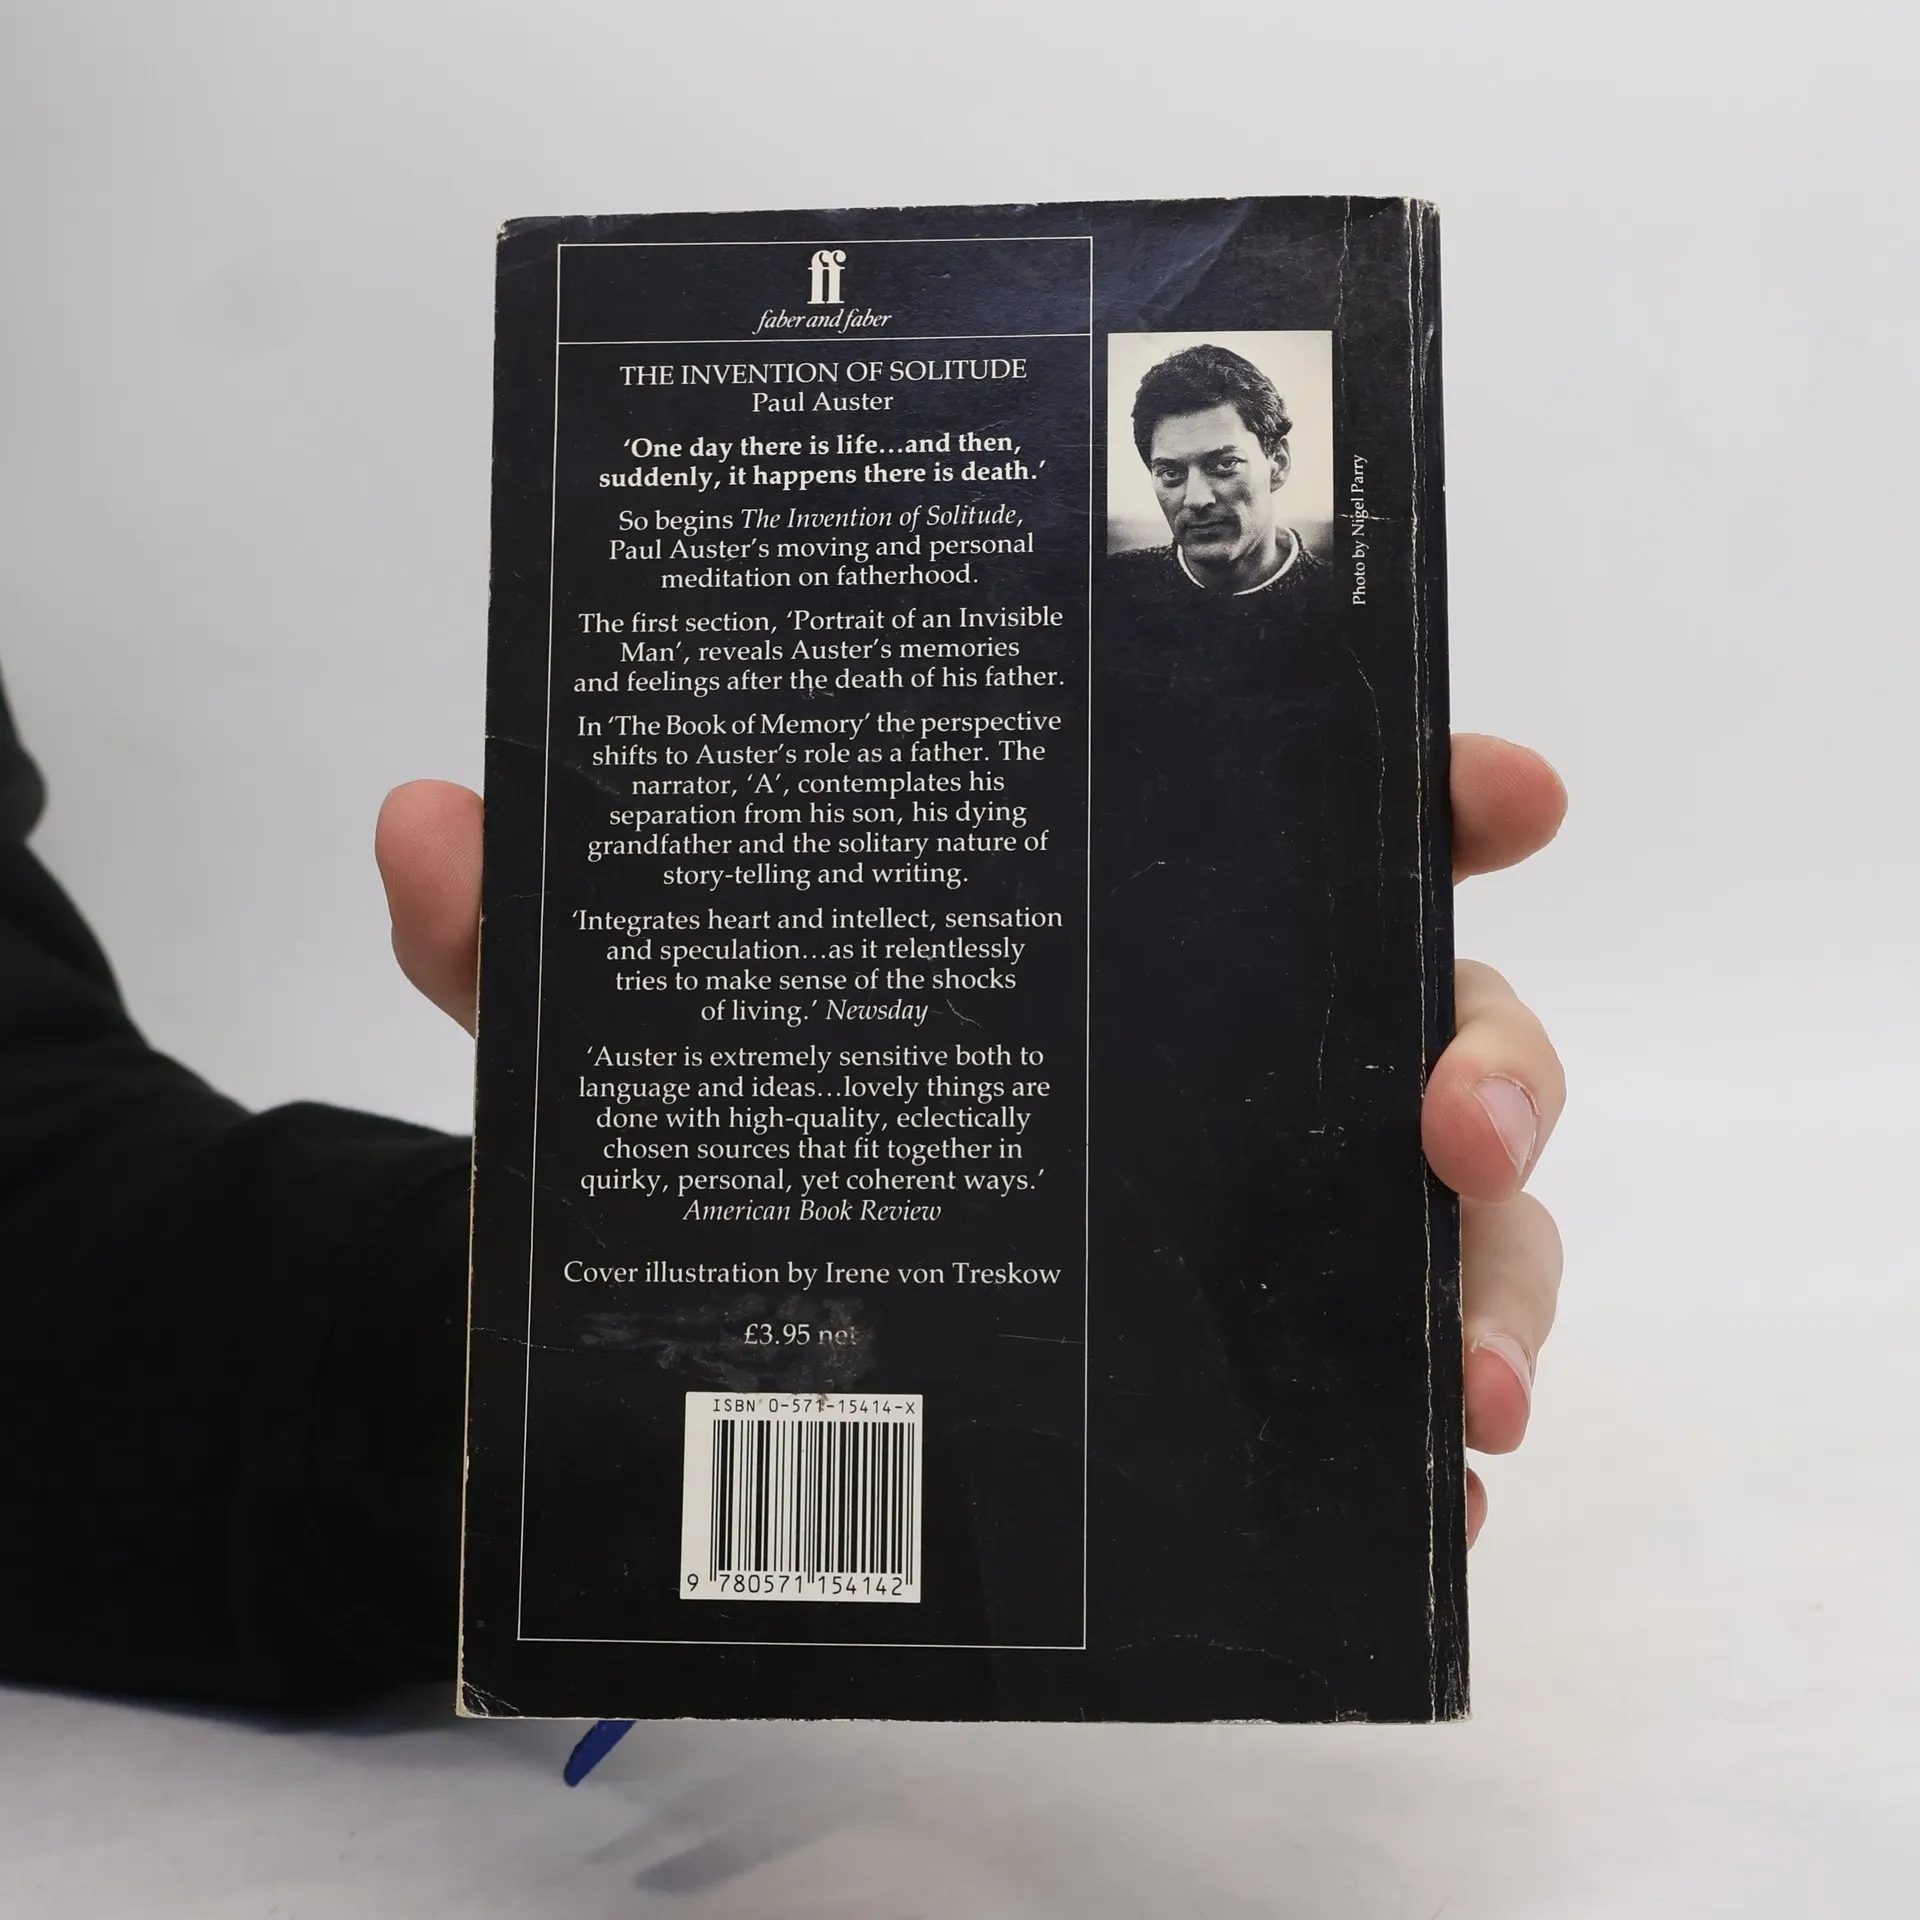 ff
faber and faber
THE INVENTION OF SOLITUDE
Paul Auster
‘One day there is life...and then,
suddenly, it happens there is death.’
So begins The Invention of Solitude,
Paul Auster’s moving and personal
meditation on fatherhood.
The first section, ‘Portrait of an Invisible
Man’, reveals Auster’s memories
and feelings after the death of his father.
In ‘The Book of Memory’ the perspective
shifts to Auster’s role as a father. The
narrator, ‘A’, contemplates his
separation from his son, his dying
grandfather and the solitary nature of
story-telling and writing.
‘Integrates heart and intellect, sensation
and speculation...as it relentlessly
tries to make sense of the shocks
of living.’ Newsday
‘Auster is extremely sensitive both to
language and ideas...lovely things are
done with high-quality, eclectically
chosen sources that fit together in
quirky, personal, yet coherent ways.’
American Book Review
Cover illustration by Irene von Treskow
£3.95 net
ISBN 0-571-15414-X
9 780571 154142
Photo by Nigel Parry